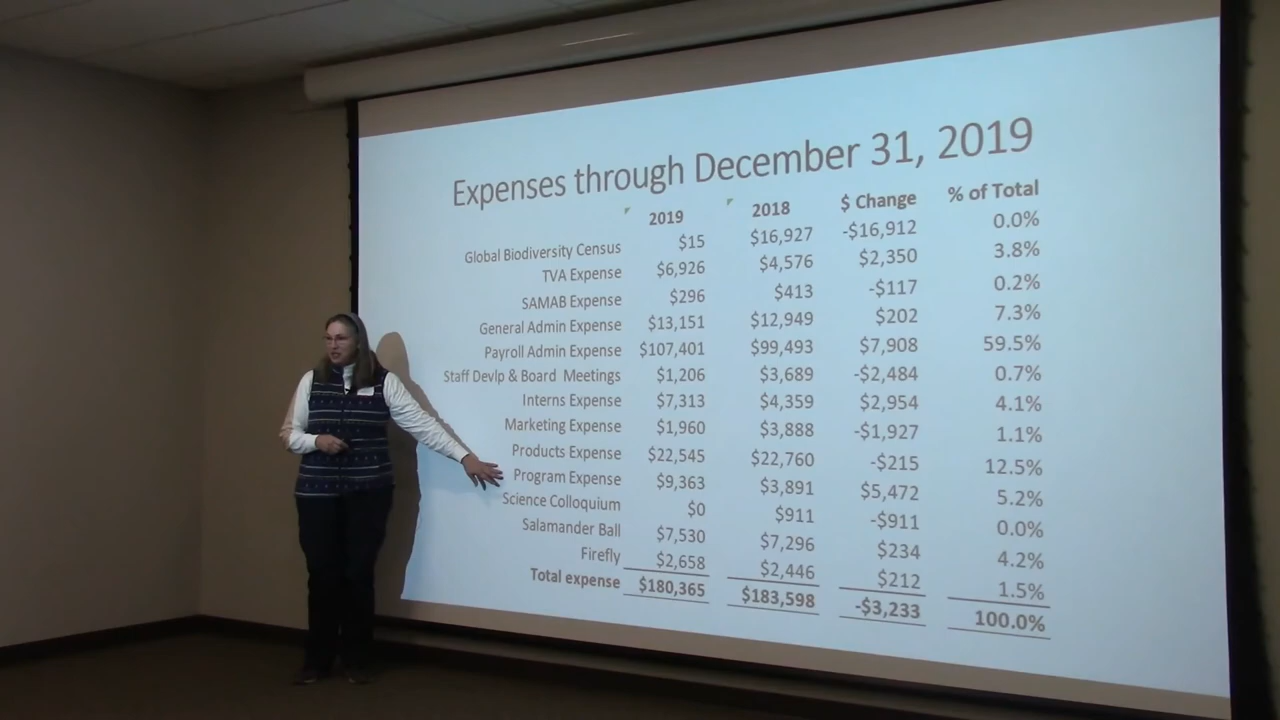 Expenses through December 31, 2019
2019 2018 $ Change % of Total
Global Biodiversity Census $15 $16,927 -$16,912 0.0%
TVA Expense $6,926 $4,576 $2,350 3.8%
SAMAB Expense $296 $413 -$117 0.2%
General Admin Expense $13,151 $12,949 $202 7.3%
Payroll Admin Expense $107,401 $99,493 $7,908 59.5%
Staff Devlp & Board Meetings $1,206 $3,689 -$2,484 0.7%
Interns Expense $7,313 $4,359 $2,954 4.1%
Marketing Expense $1,960 $3,888 -$1,927 1.1%
Products Expense $22,545 $22,760 -$215 12.5%
Program Expense $9,363 $3,891 $5,472 5.2%
Science Colloquium $0 $911 -$911 0.0%
Salamander Ball $7,530 $7,296 $234 4.2%
Firefly $2,658 $2,446 $212 1.5%
Total expense $180,365 $183,598 -$3,233 100.0%